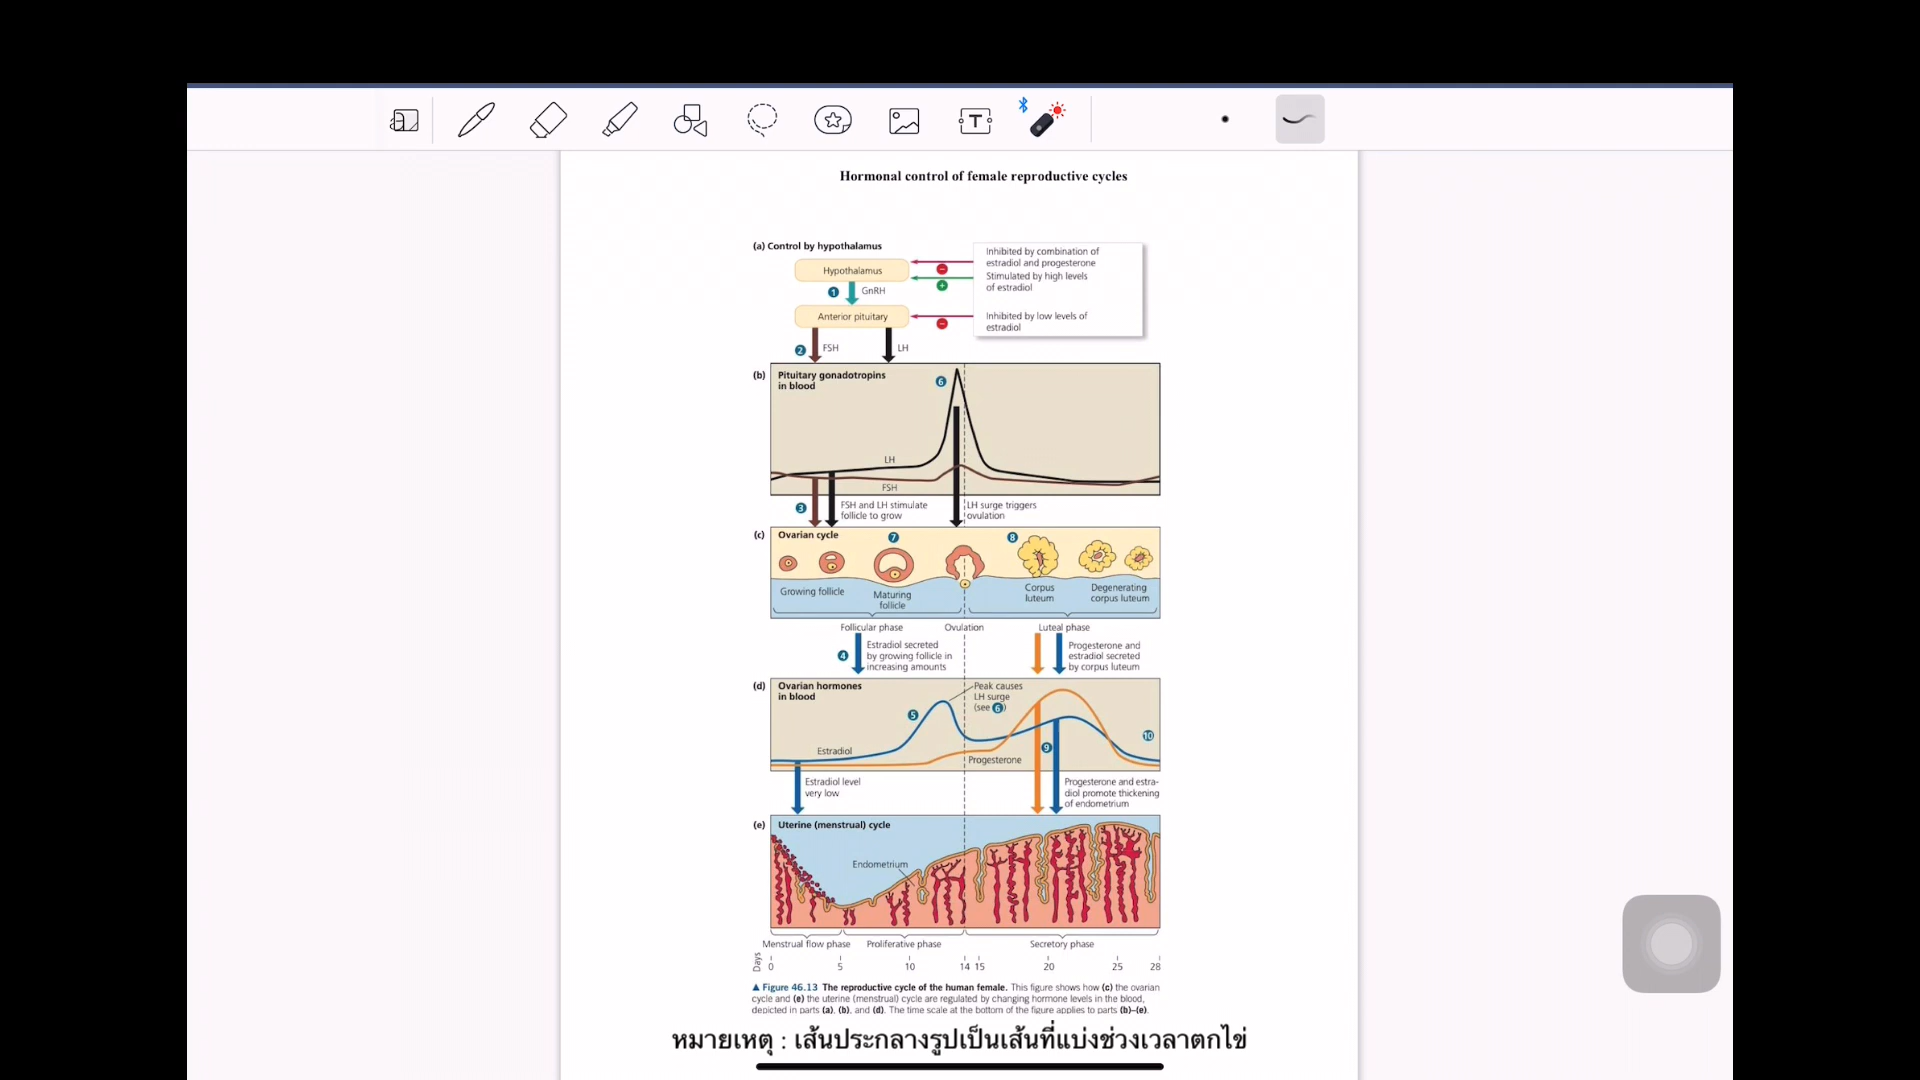 Hormonal control of female reproductive cycles
(a) Control by hypothalamus
Inhibited by combination of
estradiol and progesterone
Stimulated by high levels
of estradiol
Hypothalamus
1 GnRH
Anterior pituitary
Inhibited by low levels of
estradiol
2 FSH LH
(b) Pituitary gonadotropins
in blood
6
LH
FSH
3 FSH and LH stimulate
follicle to grow
LH surge triggers
ovulation
(c) Ovarian cycle
7
8
Growing follicle
Maturing
follicle
Corpus
luteum
Degenerating
corpus luteum
Follicular phase Ovulation Luteal phase
4 Estradiol secreted
by growing follicle in
increasing amounts
Progesterone and
estradiol secreted
by corpus luteum
(d) Ovarian hormones
in blood
Peak causes
LH surge
(see 6)
5
10
9
Estradiol
Progesterone
Estradiol level
very low
Progesterone and estra-
diol promote thickening
of endometrium
(e) Uterine (menstrual) cycle
Endometrium
Menstrual flow phase Proliferative phase Secretory phase
Days
0 5 10 14 15 20 25 28
▲ Figure 46.13 The reproductive cycle of the human female. This figure shows how (c) the ovarian
cycle and (e) the uterine (menstrual) cycle are regulated by changing hormone levels in the blood,
depicted in parts (a), (b), and (d). The time scale at the bottom of the figure applies to parts (b)–(e).
หมายเหตุ : เส้นประกลางรูปเป็นเส้นที่แบ่งช่วงเวลาตกไข่